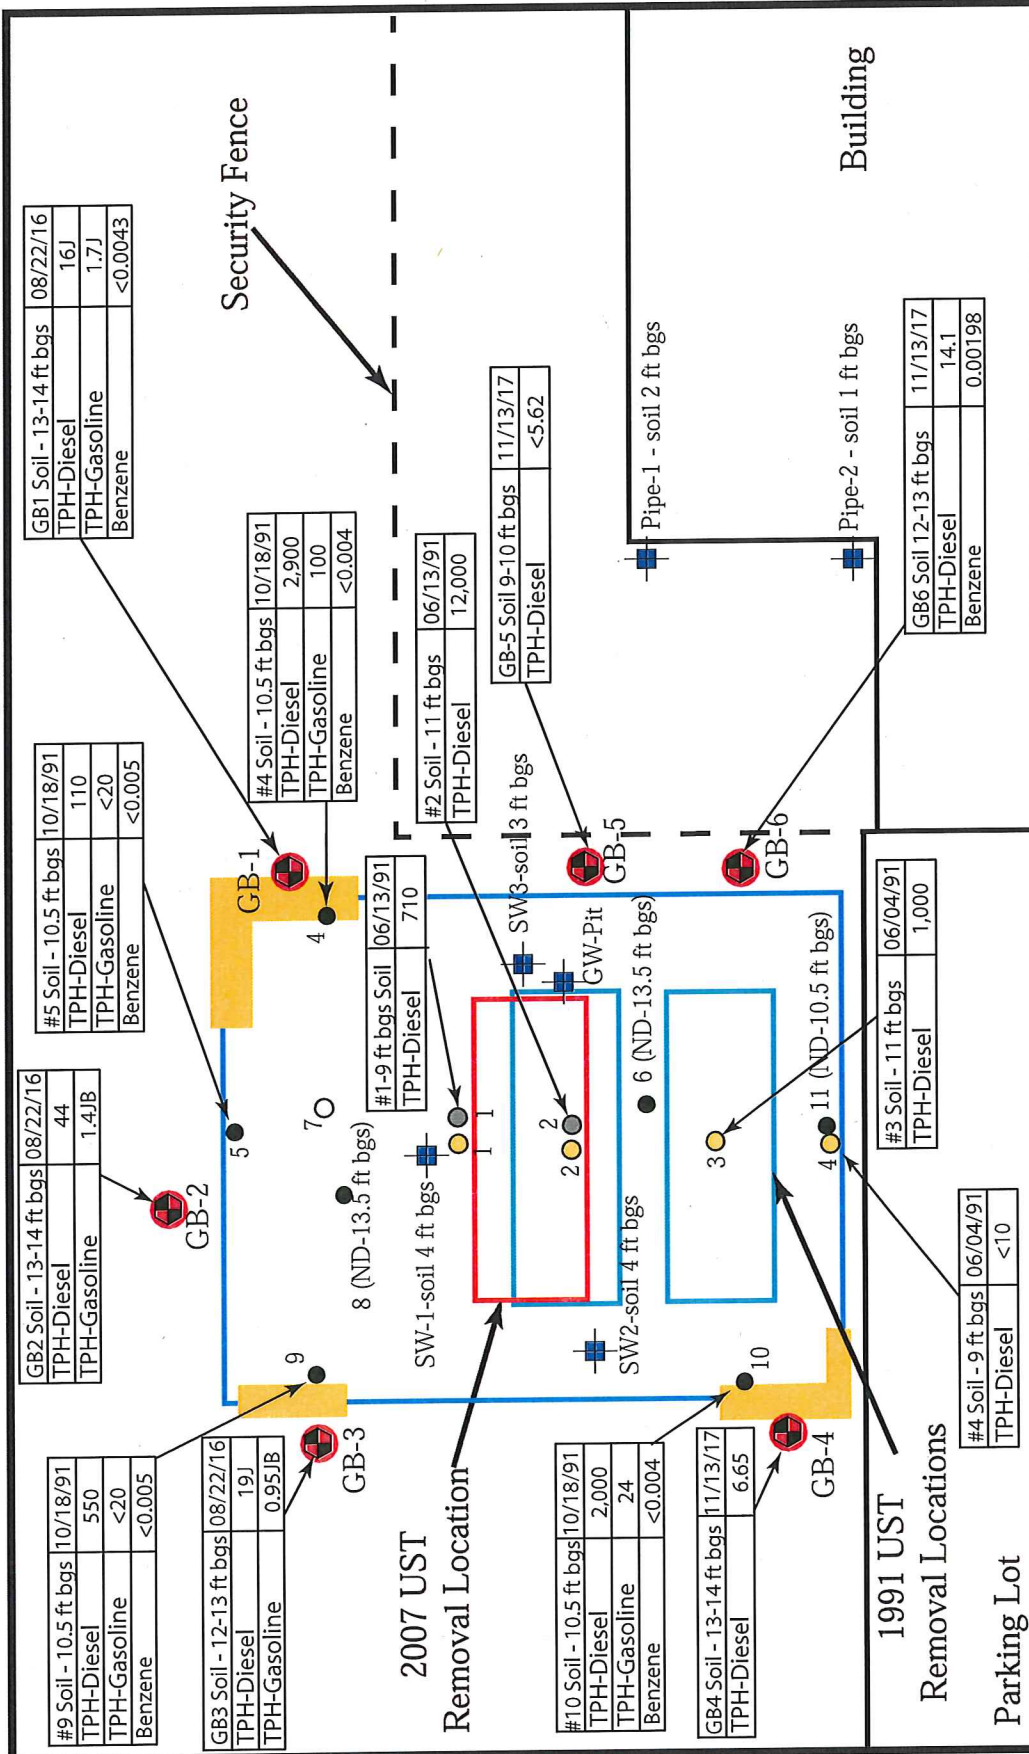 #9 Soil - 10.5 ft bgs 10/18/91
TPH-Diesel 550
TPH-Gasoline <20
Benzene <0.005
GB3 Soil - 12-13 ft bgs 08/22/16
TPH-Diesel 19J
TPH-Gasoline 0.95JB
GB2 Soil - 13-14 ft bgs 08/22/16
TPH-Diesel 44
TPH-Gasoline 1.4JB
#5 Soil - 10.5 ft bgs 10/18/91
TPH-Diesel 110
TPH-Gasoline <20
Benzene <0.005
GB1 Soil - 13-14 ft bgs 08/22/16
TPH-Diesel 16J
TPH-Gasoline 1.7J
Benzene <0.0043
#4 Soil - 10.5 ft bgs 10/18/91
TPH-Diesel 2,900
TPH-Gasoline 100
Benzene <0.004
Security Fence
GB-2
GB-1
GB-3
5
4
9
7
8 (ND-13.5 ft bgs)
#1-9 ft bgs Soil 06/13/91
TPH-Diesel 710
#2 Soil - 11 ft bgs 06/13/91
TPH-Diesel 12,000
GB-5 Soil 9-10 ft bgs 11/13/17
TPH-Diesel <5.62
2007 UST
Removal Location
SW-1-soil 4 ft bgs
1
1
SW3-soil 3 ft bgs
GW-Pit
2
2
GB-5
SW2-soil 4 ft bgs
6 (ND-13.5 ft bgs)
Pipe-1 - soil 2 ft bgs
#10 Soil - 10.5 ft bgs 10/18/91
TPH-Diesel 2,000
TPH-Gasoline 24
Benzene <0.004
GB4 Soil - 13-14 ft bgs 11/13/17
TPH-Diesel 6.65
10
3
GB-6
GB-4
4
11 (ND-10.5 ft bgs)
Pipe-2 - soil 1 ft bgs
Building
GB6 Soil 12-13 ft bgs 11/13/17
TPH-Diesel 14.1
Benzene 0.00198
#3 Soil - 11 ft bgs 06/04/91
TPH-Diesel 1,000
#4 Soil - 9 ft bgs 06/04/91
TPH-Diesel <10
1991 UST
Removal Locations
Parking Lot